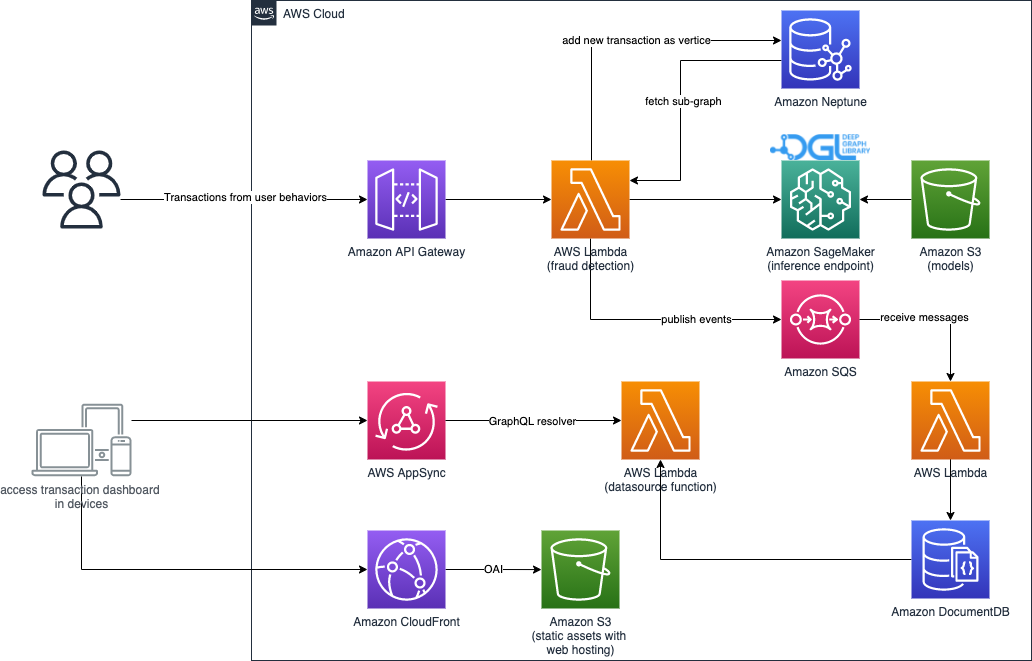 aws
AWS Cloud
add new transaction as vertice
fetch sub-graph
Amazon Neptune
DGL
DEEP
GRAPH
LIBRARY
Transactions from user behaviors
Amazon API Gateway
AWS Lambda
(fraud detection)
Amazon SageMaker
(inference endpoint)
Amazon S3
(models)
publish events
receive messages
Amazon SQS
GraphQL resolver
AWS AppSync
AWS Lambda
(datasource function)
AWS Lambda
access transaction dashboard
in devices
OAI
Amazon CloudFront
Amazon S3
(static assets with
web hosting)
Amazon DocumentDB